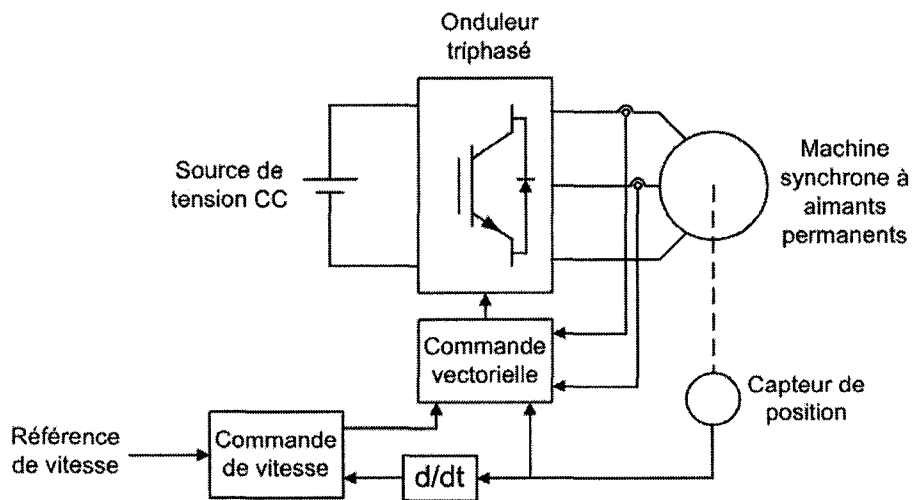 Onduleur
triphasé
Source de
tension CC
Machine
synchrone à
aimants
permanents
Commande
vectorielle
Capteur de
position
Référence
de vitesse
Commande
de vitesse
d/dt